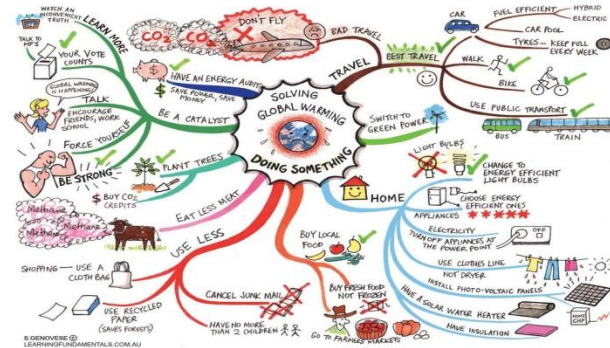 SOLVING
GLOBAL WARMING
DOING SOMETHING
TRAVEL
BAD TRAVEL
DON'T FLY
CO2
CO2
BEST TRAVEL
CAR
FUEL EFFICIENT
HYBRID
ELECTRIC
CAR POOL
TYRES - KEEP FULL
EVERY WEEK
WALK
BIKE
USE PUBLIC TRANSPORT
BUS
TRAIN
SWITCH TO
GREEN POWER
HOME
LIGHT BULBS
CHANGE TO
ENERGY EFFICIENT
LIGHT BULBS
CHOOSE ENERGY
EFFICIENT ONES
APPLIANCES
ELECTRICITY
TURN OFF APPLIANCES AT
THE POWER POINT
OFF
USE CLOTHES LINE
NOT DRYER
INSTALL PHOTO-VOLTAIC PANELS
HAVE A SOLAR WATER HEATER
HAVE INSULATION
BUY LOCAL
FOOD
BUY FRESH FOOD
NOT FROZEN
GO TO FARMERS MARKETS
USE LESS
CANCEL JUNK MAIL
HAVE NO MORE
THAN 2 CHILDREN
SHOPPING - USE A
CLOTH BAG
USE RECYCLED
PAPER
(SAVES FORESTS)
EAT LESS MEAT
Methane
Methane
Methane
PLANT TREES
$ BUY CO2
CREDITS
BE A CATALYST
LEARN MORE
WATCH AN
INCONVENIENT
TRUTH
TALK TO
MP'S
YOUR VOTE
COUNTS
TALK
GLOBAL WARMING
IS HAPPENING!
ENCOURAGE
FRIENDS, WORK
SCHOOL
FORCE YOURSELF
BE STRONG
HAVE AN ENERGY AUDIT
$ SAVE POWER, SAVE
MONEY
S.GENOVESE ©
LEARNINGFUNDAMENTALS.COM.AU